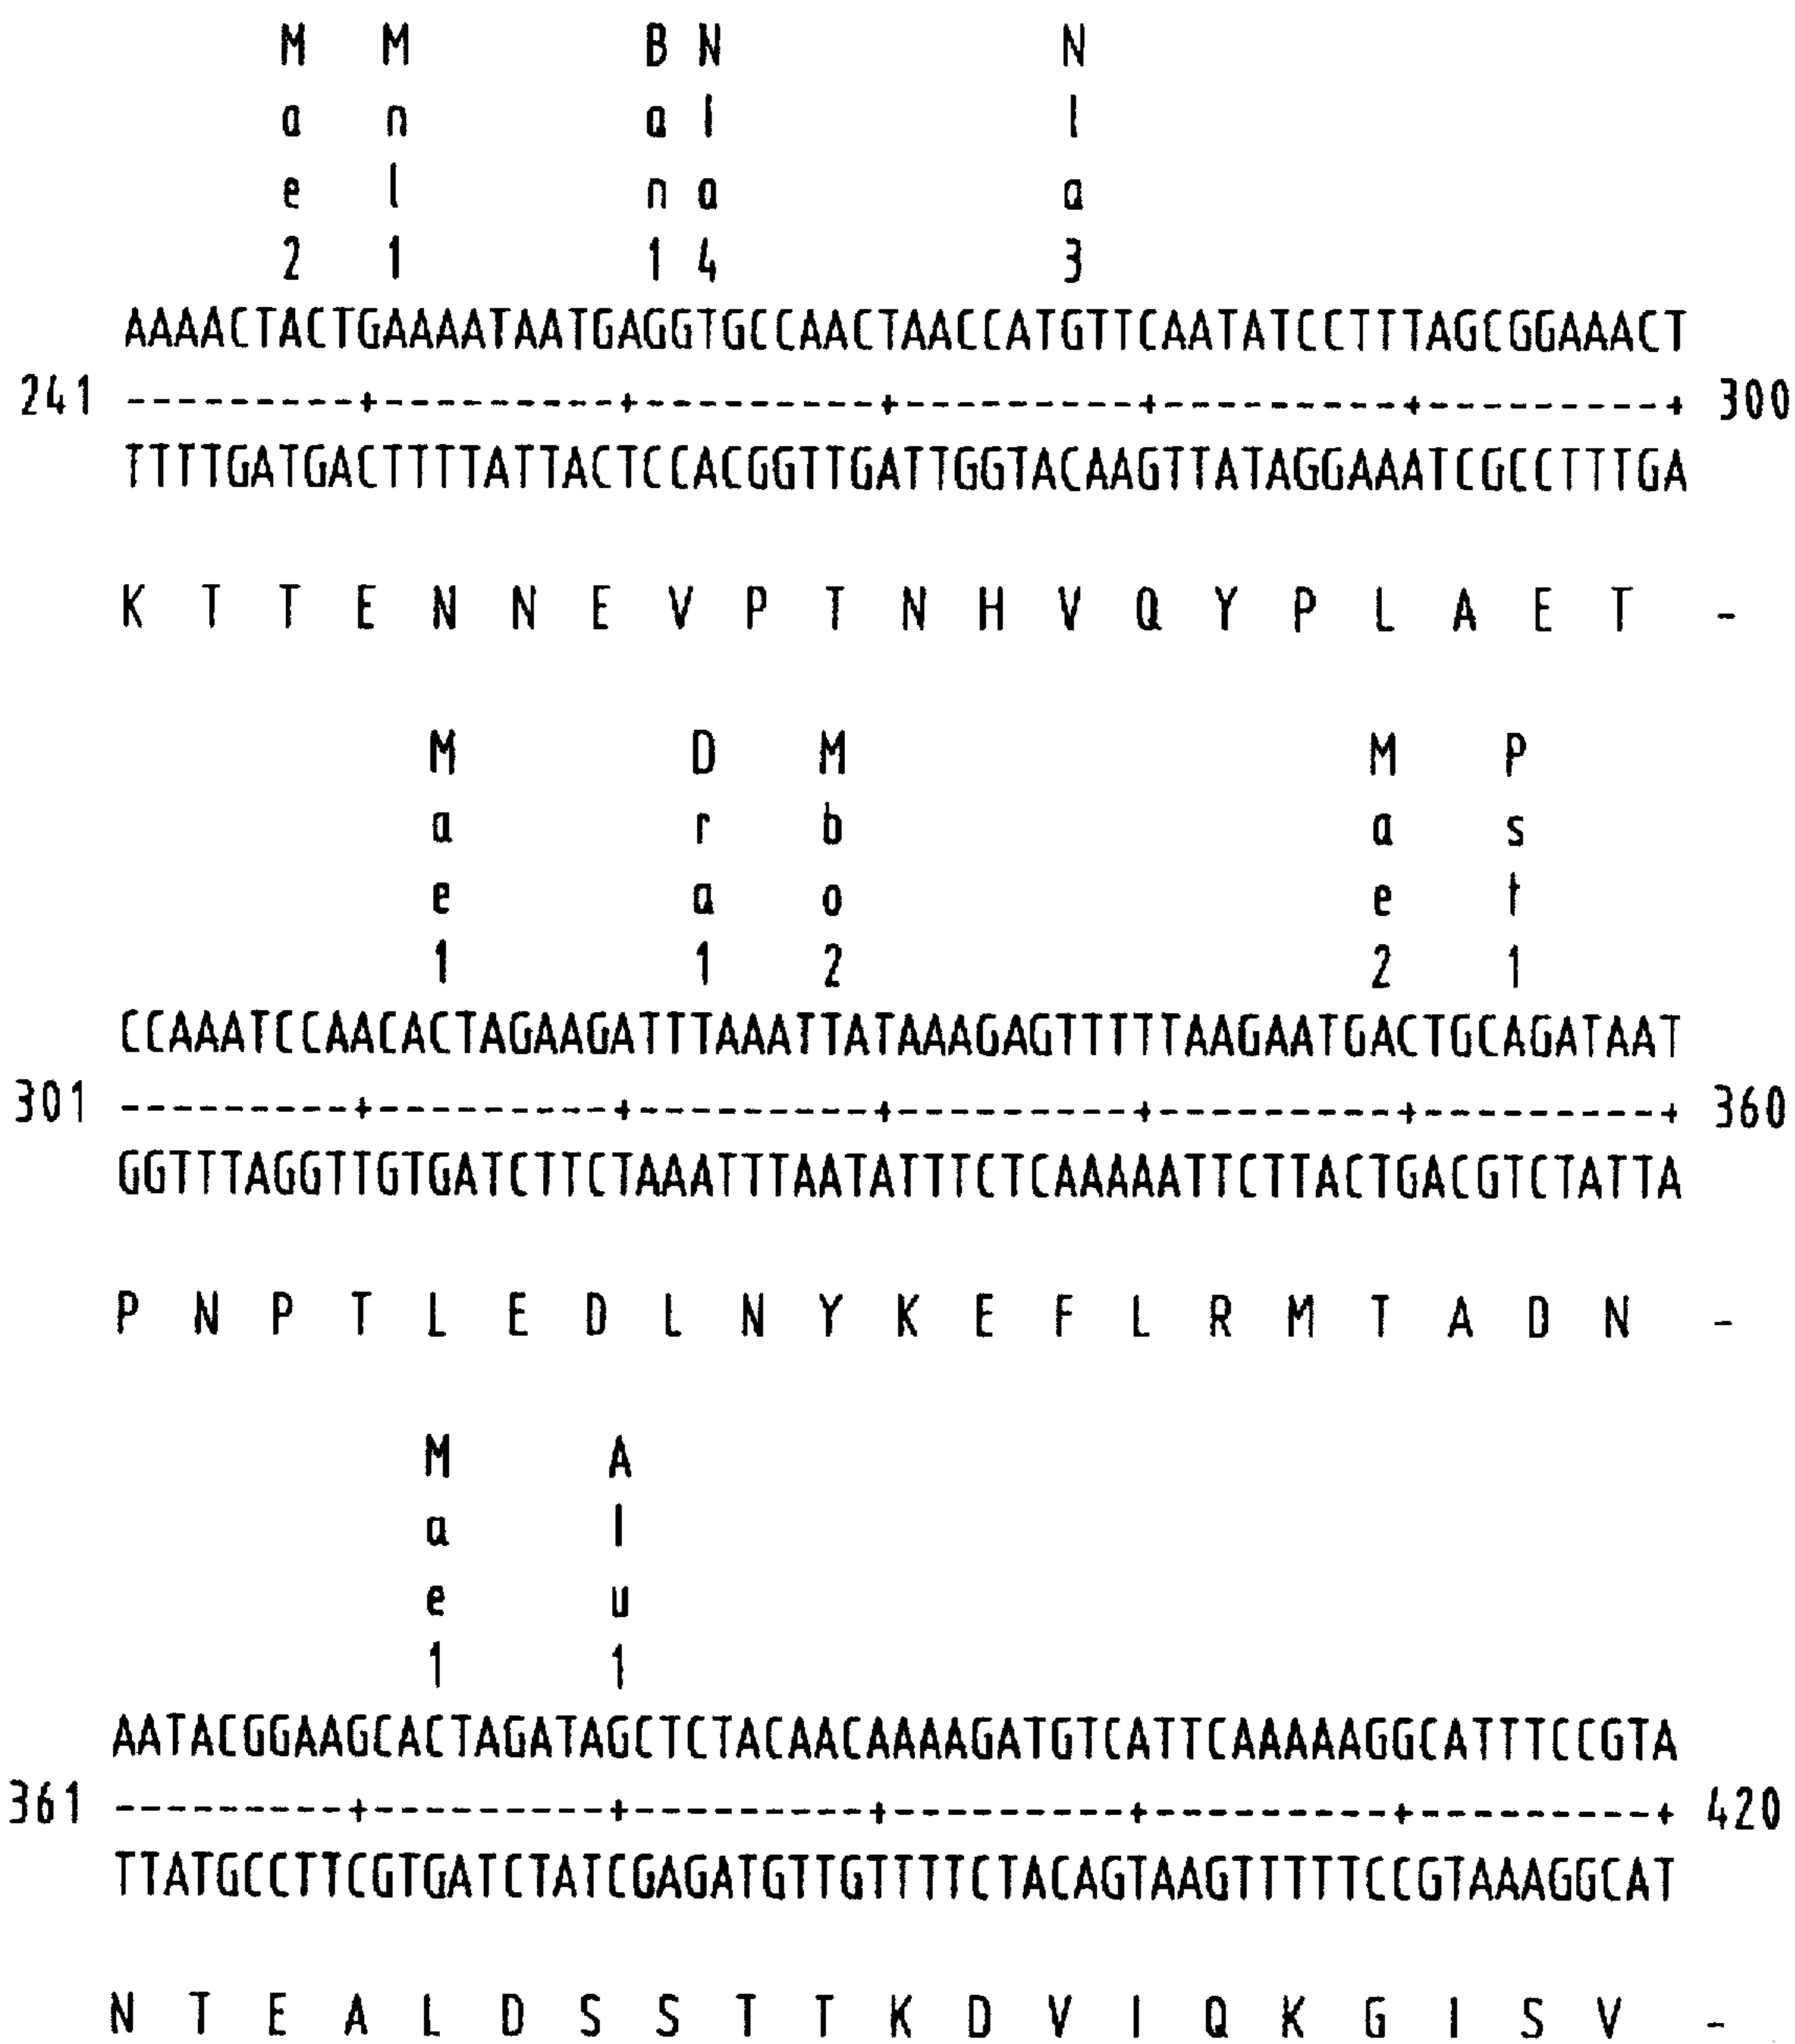 M M B N N
a n a l l
e l n a a
2 1 1 4 3
AAAACTACTGAAAATAATGAGGTGCCAACTAACCATGTTCAATATCCTTTAGCGGAAACT
241 ---------+---------+---------+---------+---------+---------+ 300
TTTTGATGACTTTTATTACTCCACGGTTGATTGGTACAAGTTATAGGAAATCGCCTTTGA
K T T E N N E V P T N H V Q Y P L A E T -
M D M M P
a r b a s
e a o e t
1 1 2 2 1
CCAAATCCAACACTAGAAGATTTAAATTATAAAGAGTTTTTAAGAATGACTGCAGATAAT
301 ---------+---------+---------+---------+---------+---------+ 360
GGTTTAGGTTGTGATCTTCTAAATTTAATATTTCTCAAAAATTCTTACTGACGTCTATTA
P N P T L E D L N Y K E F L R M T A D N -
M A
a l
e u
1 1
AATACGGAAGCACTAGATAGCTCTACAACAAAAGATGTCATTCAAAAAGGCATTTCCGTA
361 ---------+---------+---------+---------+---------+---------+ 420
TTATGCCTTCGTGATCTATCGAGATGTTGTTTTCTACAGTAAGTTTTTCCGTAAAGGCAT
N T E A L D S S T T K D V I Q K G I S V -